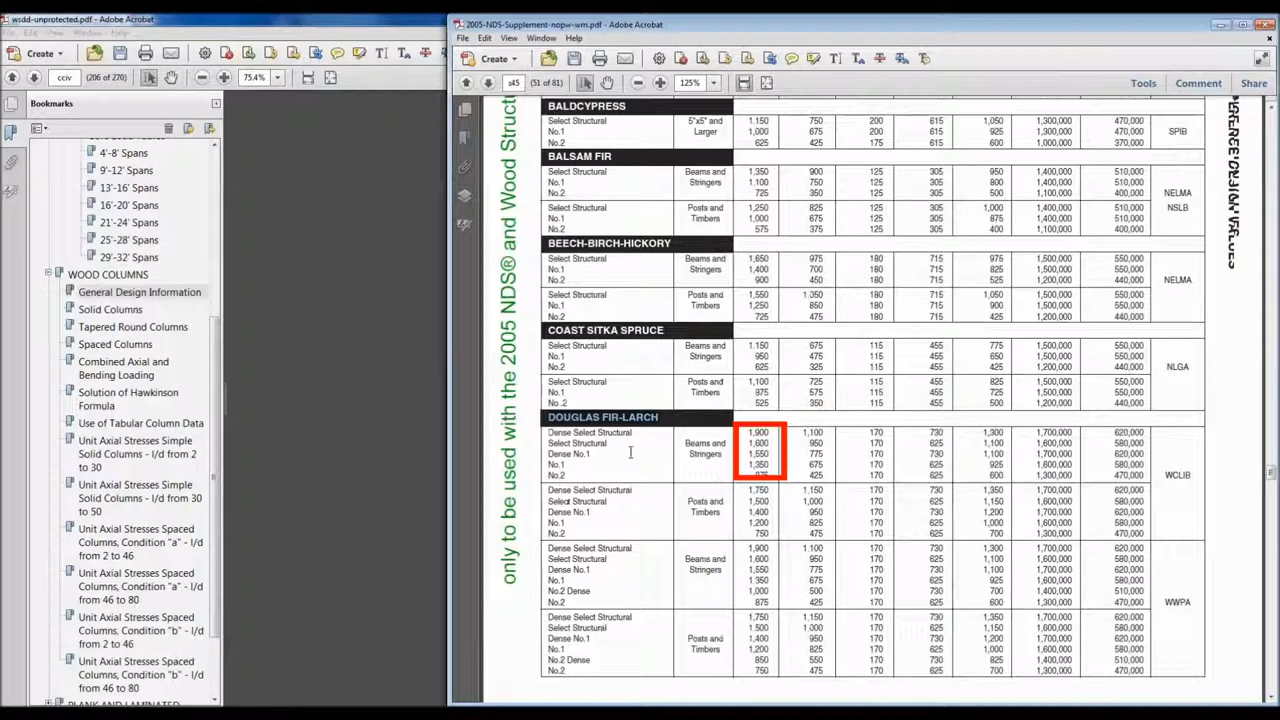 wsdd-unprotected.pdf - Adobe Acrobat
File Edit View Window Help
Create
cciv (206 of 270) 75.4%
Bookmarks
4'-8' Spans
9'-12' Spans
13'-16' Spans
16'-20' Spans
21'-24' Spans
25'-28' Spans
29'-32' Spans
WOOD COLUMNS
General Design Information
Solid Columns
Tapered Round Columns
Spaced Columns
Combined Axial and
Bending Loading
Solution of Hawkinson
Formula
Use of Tabular Column Data
Unit Axial Stresses Simple
Solid Columns - l/d from 2
to 30
Unit Axial Stresses Simple
Solid Columns - l/d from 30
to 50
Unit Axial Stresses Spaced
Columns, Condition "a" - l/d
from 2 to 46
Unit Axial Stresses Spaced
Columns, Condition "a" - l/d
from 46 to 80
Unit Axial Stresses Spaced
Columns, Condition "b" - l/d
from 2 to 44
Unit Axial Stresses Spaced
Columns, Condition "b" - l/d
from 46 to 80
PLANK AND LAMINATED
2005-NDS-Supplement-nopw-wm.pdf - Adobe Acrobat
File Edit View Window Help
Create
s45 (51 of 81) 125% Tools Comment Share
only to be used with the 2005 NDS® and Wood Struct
DESIGN VALUES
BALDCYPRESS
Select Structural 5"x5" and 1.150 750 200 615 1,050 1,300,000 470,000
No.1 Larger 1,000 675 200 615 925 1,300,000 470,000 SPIB
No.2 625 425 175 615 600 1,000,000 370,000
BALSAM FIR
Select Structural Beams and 1.350 900 125 305 950 1,400,000 510,000
No.1 Stringers 1.100 750 125 305 800 1,400,000 510,000
No.2 725 350 125 305 500 1,100,000 400,000 NELMA
Select Structural Posts and 1,250 825 125 305 1,000 1,400,000 510,000 NSLB
No.1 Timbers 1,000 675 125 305 875 1,400,000 510,000
No.2 575 375 125 305 400 1,100,000 400,000
BEECH-BIRCH-HICKORY
Select Structural Beams and 1,650 975 180 715 975 1,500,000 550,000
No.1 Stringers 1,400 700 180 715 825 1,500,000 550,000
No.2 900 450 180 715 525 1,200,000 440,000 NELMA
Select Structural Posts and 1,550 1.050 180 715 1,050 1,500,000 550,000
No.1 Timbers 1,250 850 180 715 900 1,500,000 550,000
No.2 725 475 180 715 425 1,200,000 440,000
COAST SITKA SPRUCE
Select Structural Beams and 1.150 675 115 455 775 1,500,000 550,000
No.1 Stringers 950 475 115 455 650 1,500,000 550,000
No.2 625 325 115 455 425 1,200,000 440,000 NLGA
Select Structural Posts and 1,100 725 115 455 825 1,500,000 550,000
No.1 Timbers 875 575 115 455 725 1,500,000 550,000
No .2 525 350 115 455 500 1,200,000 440,000
DOUGLAS FIR-LARCH
Dense Select Structural 1,900 1,100 170 730 1,300 1,700,000 620,000
Select Structural Beams and 1,600 950 170 625 1,100 1,600,000 580,000
Dense No.1 Stringers 1,550 775 170 730 1,100 1,700,000 620,000
No.1 1,350 675 170 625 925 1,600,000 580,000
No.2 875 425 170 625 600 1,300,000 470,000 WCLIB
Dense Select Structural 1,750 1,150 170 730 1,350 1,700,000 620,000
Select Structural Posts and 1,500 1,000 170 625 1,150 1,600,000 580,000
Dense No.1 Timbers 1,400 950 170 730 1,200 1,700,000 620,000
No.1 1,200 825 170 625 1,000 1,600,000 580,000
No.2 750 475 170 625 700 1,300,000 470,000
Dense Select Structural 1,900 1.100 170 730 1,300 1,700,000 620,000
Select Structural Beams and 1.600 950 170 625 1,100 1,600,000 580,000
Dense No.1 Stringers 1,550 775 170 730 1,100 1,700,000 620,000
No.1 1.350 675 170 625 925 1,600,000 580,000
No.2 Dense 1,000 500 170 730 700 1,400,000 510,000
No.2 875 425 170 625 600 1,300,000 470,000 WWPA
Dense Select Structural 1,750 1,150 170 730 1,350 1,700,000 620,000
Select Structural 1.500 1,000 170 625 1,150 1,600,000 580,000
Dense No.1 Posts and 1,400 950 170 730 1,200 1,700,000 620,000
No.1 Timbers 1,200 825 170 625 1,000 1,600,000 580,000
No.2 Dense 850 550 170 730 825 1,400,000 510,000
No.2 750 475 170 625 700 1,300,000 470,000